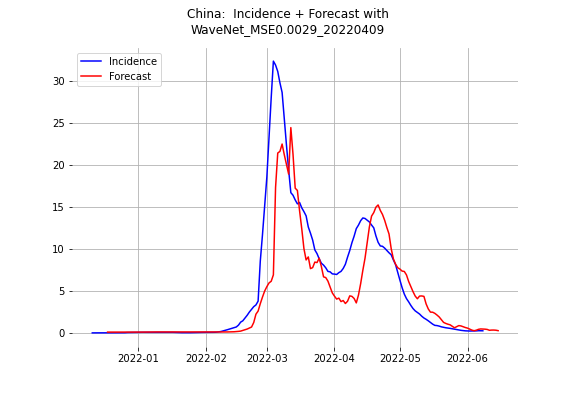 China:  Incidence + Forecast with
WaveNet_MSE0.0029_20220409
Incidence
Forecast
30
25
20
15
10
5
0
2022-01 2022-02 2022-03 2022-04 2022-05 2022-06